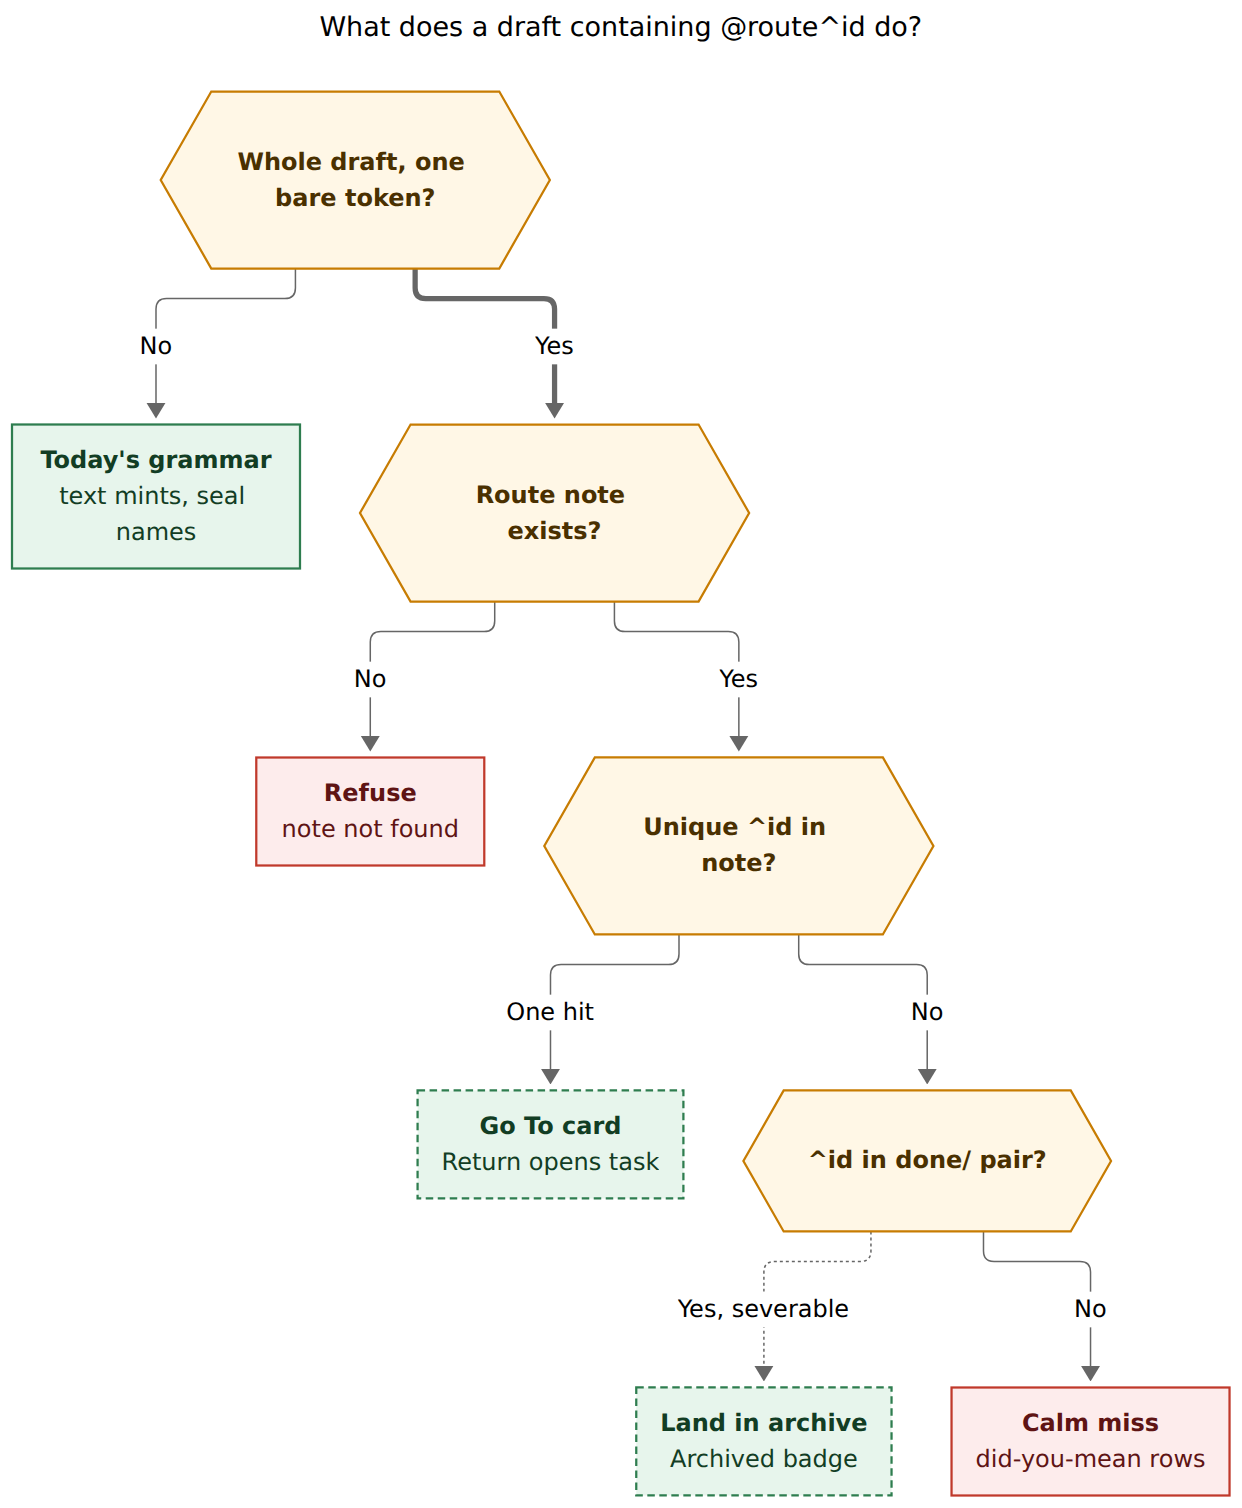 What does a draft containing @route^id do?
Whole draft, one
bare token?
No
Yes
Today's grammar
text mints, seal
names
Route note
exists?
No
Yes
Refuse
note not found
Unique ^id in
note?
One hit
No
Go To card
Return opens task
^id in done/ pair?
Yes, severable
No
Land in archive
Archived badge
Calm miss
did-you-mean rows